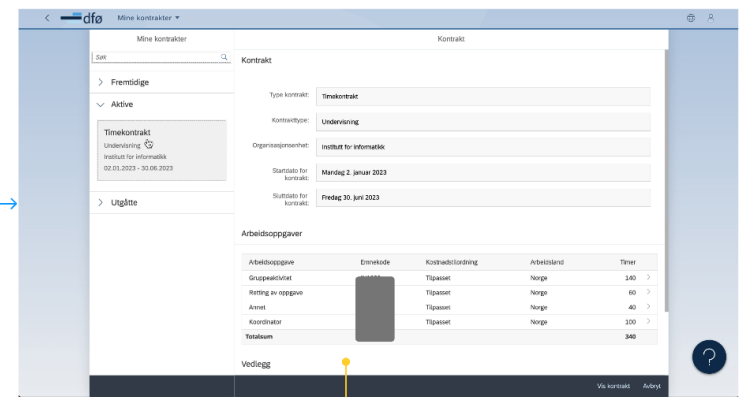 dfø Mine kontrakter
Mine kontrakter
Kontrakt
Søk
Fremtidige
Aktive
Timekontrakt
Undervisning
Institutt for informatikk
02.01.2023 - 30.06.2023
Utgåtte
Kontrakt
Type kontrakt: Timekontrakt
Kontrakttype: Undervisning
Organisasjonsenhet: Institutt for informatikk
Startdato for
kontrakt: Mandag 2. januar 2023
Sluttdato for
kontrakt: Fredag 30. juni 2023
Arbeidsoppgaver
Arbeidsoppgave Emnekode Kostnadstilordning Arbeidsland Timer
Gruppeaktivitet Tilpasset Norge 140
Retting av oppgave Tilpasset Norge 60
Annet Tilpasset Norge 40
Koordinator Tilpasset Norge 100
Totalsum 340
Vedlegg
?
Vis kontrakt Avbryt